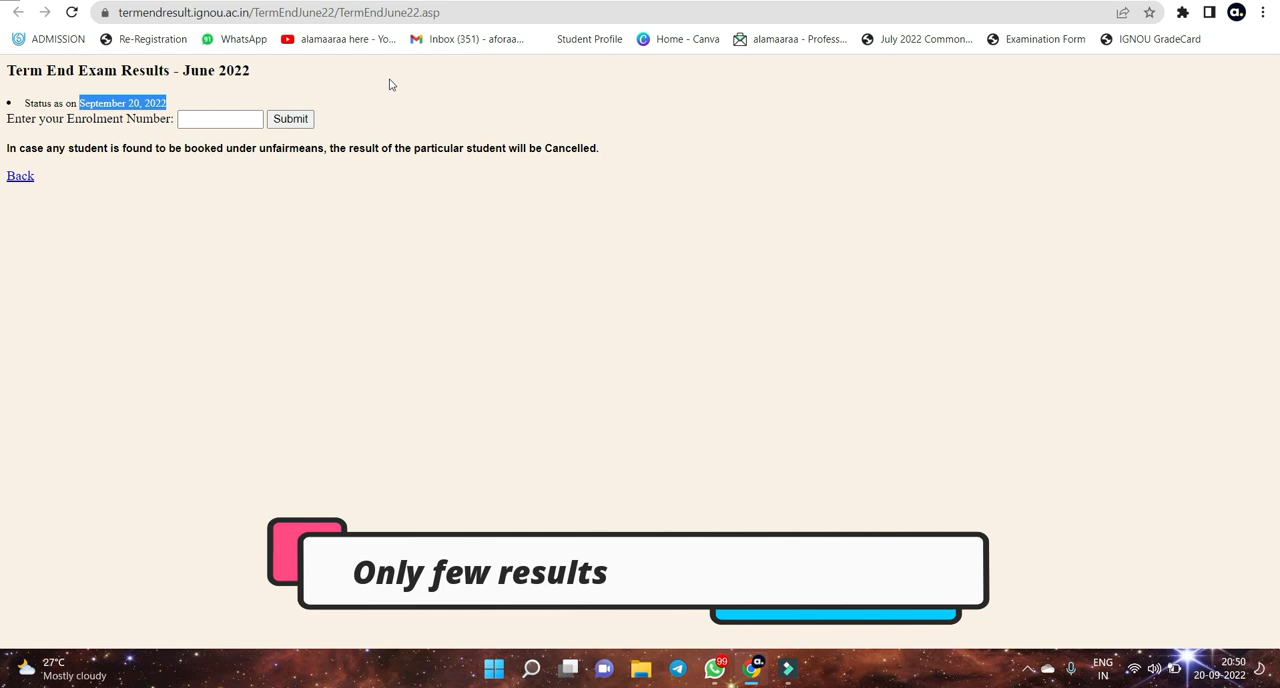 termendresult.ignou.ac.in/TermEndJune22/TermEndJune22.asp
a.
ADMISSION
Re-Registration
91
WhatsApp
alamaaraa here - Yo...
Inbox (351) - aforaa...
Student Profile
Home - Canva
alamaaraa - Profess...
July 2022 Common...
Examination Form
IGNOU GradeCard
Term End Exam Results - June 2022
Status as on September 20, 2022
Enter your Enrolment Number:
Submit
In case any student is found to be booked under unfairmeans, the result of the particular student will be Cancelled.
Back
Only few results
27°C
Mostly cloudy
99
a.
ENG
IN
20:50
20-09-2022